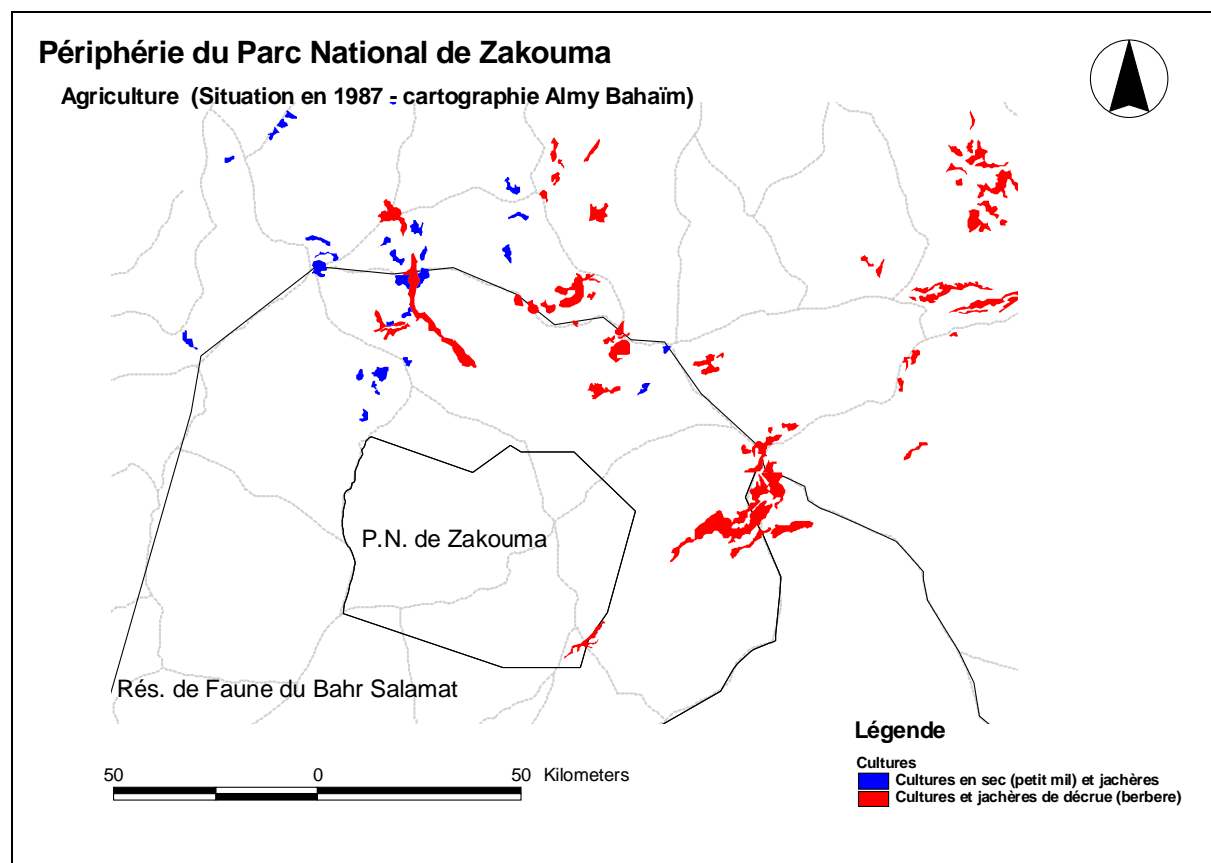 Périphérie du Parc National de Zakouma
Agriculture (Situation en 1987 - cartographie Almy Bahaïm)
P.N. de Zakouma
Rés. de Faune du Bahr Salamat
50 0 50 Kilometers
Légende
Cultures
Cultures en sec (petit mil) et jachères
Cultures et jachères de décrue (berbere)